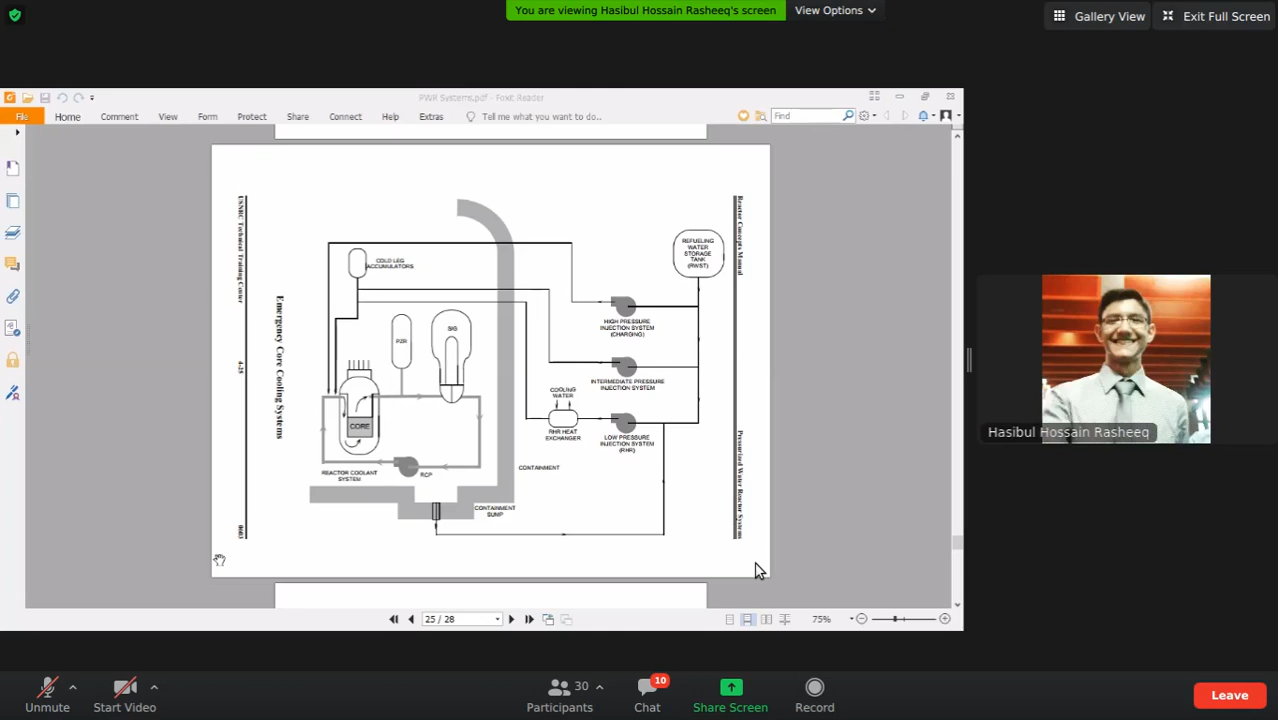 You are viewing Hasibul Hossain Rasheeq's screen
View Options
Gallery View
Exit Full Screen
PWR Systems.pdf - Foxit Reader
File
Home
Comment
View
Form
Protect
Share
Connect
Help
Extras
Tell me what you want to do..
Find
USNRC Technical Training Center
4-25
0603
Emergency Core Cooling Systems
Reactor Concepts Manual
Pressurized Water Reactor Systems
COLD LEG
ACCUMULATORS
REFUELING
WATER
STORAGE
TANK
(RWST)
HIGH PRESSURE
INJECTION SYSTEM
(CHARGING)
PZR
S/G
INTERMEDIATE PRESSURE
INJECTION SYSTEM
COOLING
WATER
CORE
RHR HEAT
EXCHANGER
LOW PRESSURE
INJECTION SYSTEM
(RHR)
REACTOR COOLANT
SYSTEM
RCP
CONTAINMENT
CONTAINMENT
SUMP
25 / 28
75%
Hasibul Hossain Rasheeq
Unmute
Start Video
30
Participants
10
Chat
Share Screen
Record
Leave